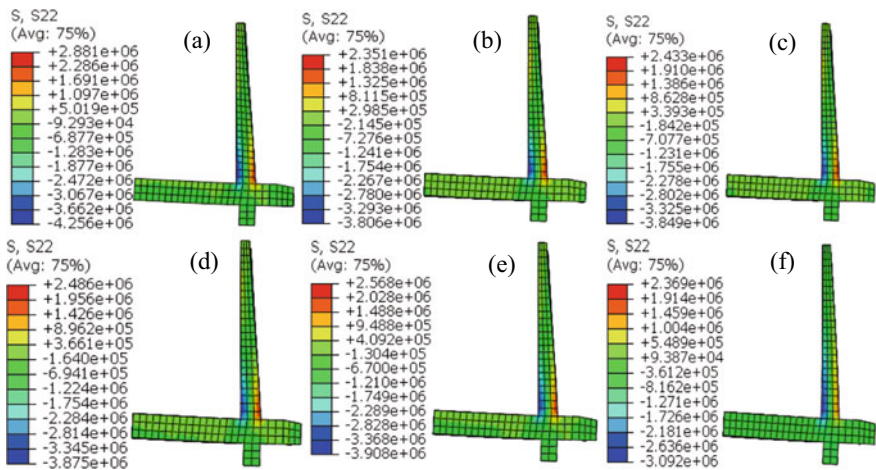 S, S22
(Avg: 75%)
+2.881e+06
+2.286e+06
+1.691e+06
+1.097e+06
+5.019e+05
-9.293e+04
-6.877e+05
-1.283e+06
-1.877e+06
-2.472e+06
-3.067e+06
-3.662e+06
-4.256e+06
(a)
S, S22
(Avg: 75%)
+2.351e+06
+1.838e+06
+1.325e+06
+8.115e+05
+2.985e+05
-2.145e+05
-7.276e+05
-1.241e+06
-1.754e+06
-2.267e+06
-2.780e+06
-3.293e+06
-3.806e+06
(b)
S, S22
(Avg: 75%)
+2.433e+06
+1.910e+06
+1.386e+06
+8.628e+05
+3.393e+05
-1.842e+05
-7.077e+05
-1.231e+06
-1.755e+06
-2.278e+06
-2.802e+06
-3.325e+06
-3.849e+06
(c)
S, S22
(Avg: 75%)
+2.486e+06
+1.956e+06
+1.426e+06
+8.962e+05
+3.661e+05
-1.640e+05
-6.941e+05
-1.224e+06
-1.754e+06
-2.284e+06
-2.814e+06
-3.345e+06
-3.875e+06
(d)
S, S22
(Avg: 75%)
+2.568e+06
+2.028e+06
+1.488e+06
+9.488e+05
+4.092e+05
-1.304e+05
-6.700e+05
-1.210e+06
-1.749e+06
-2.289e+06
-2.828e+06
-3.368e+06
-3.908e+06
(e)
S, S22
(Avg: 75%)
+2.369e+06
+1.914e+06
+1.459e+06
+1.004e+06
+5.489e+05
+9.387e+04
-3.612e+05
-8.162e+05
-1.271e+06
-1.726e+06
-2.181e+06
-2.636e+06
-3.092e+06
(f)